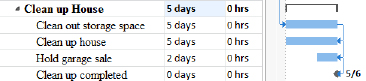 Clean up House 5 days 0 hrs
Clean out storage space 5 days 0 hrs
Clean up house 5 days 0 hrs
Hold garage sale 2 days 0 hrs
Clean up completed 0 days 0 hrs 5/6